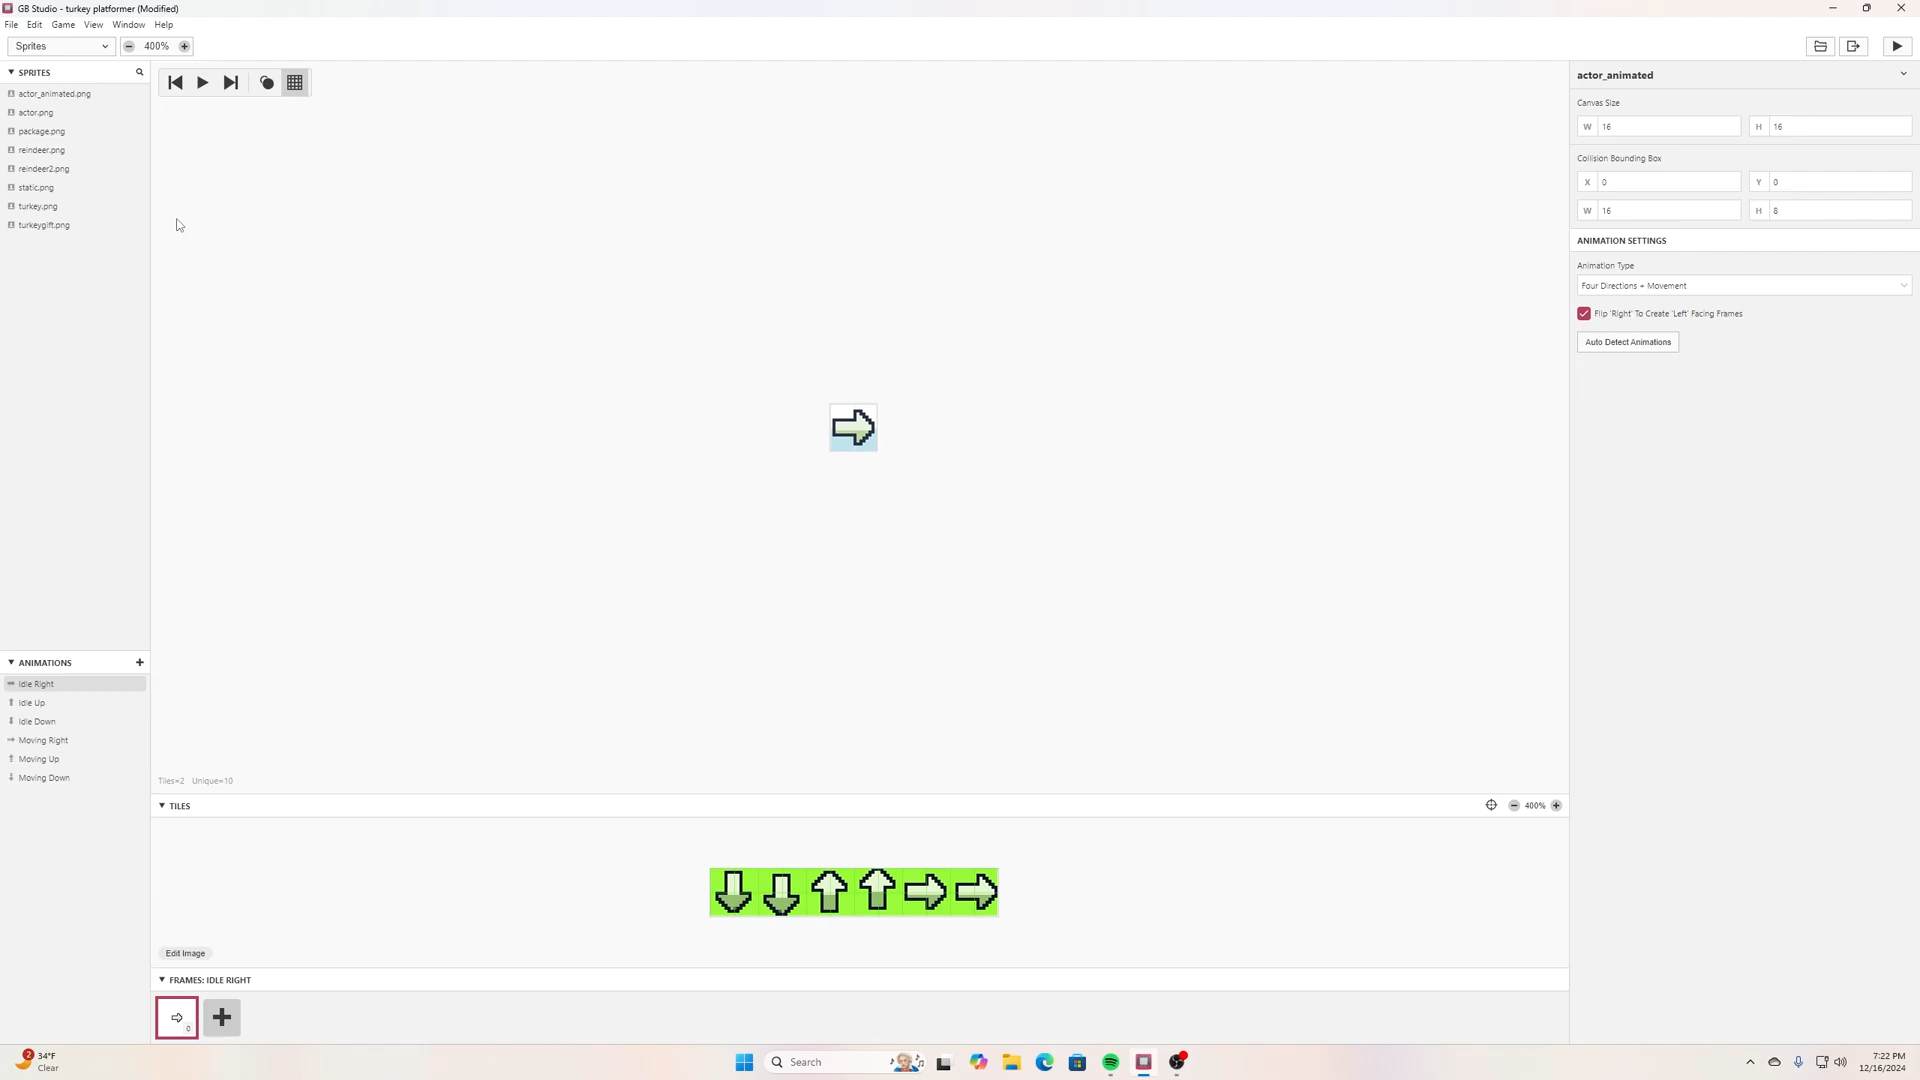 GB Studio - turkey platformer (Modified)
File Edit Game View Window Help
Sprites
400%
SPRITES
actor_animated.png
actor.png
package.png
reindeer.png
reindeer2.png
static.png
turkey.png
turkeygift.png
ANIMATIONS
Idle Right
Idle Up
Idle Down
Moving Right
Moving Up
Moving Down
Tiles=2 Unique=10
TILES
400%
Edit Image
FRAMES: IDLE RIGHT
0
actor_animated
Canvas Size
W 16 H 16
Collision Bounding Box
X 0 Y 0
W 16 H 8
ANIMATION SETTINGS
Animation Type
Four Directions + Movement
Flip 'Right' To Create 'Left' Facing Frames
Auto Detect Animations
2
34°F
Clear
Search
7:22 PM
12/16/2024